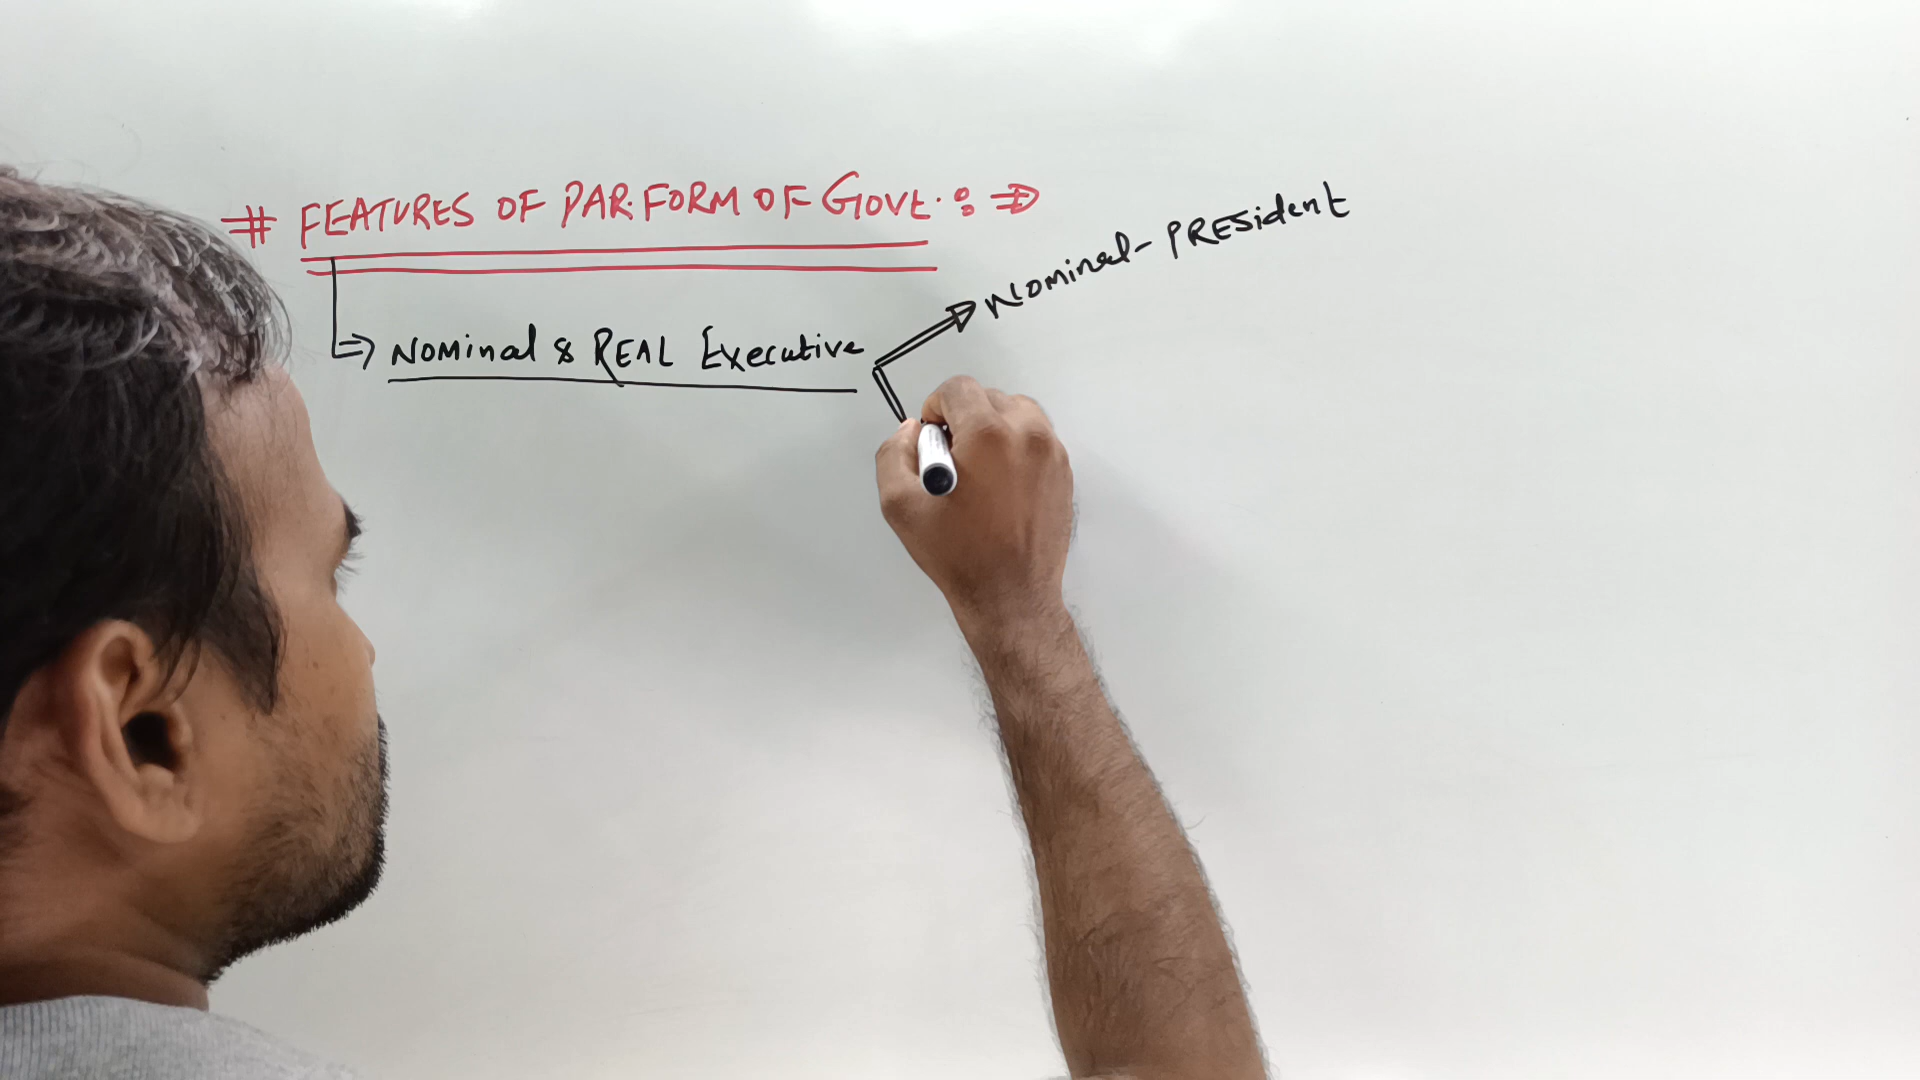 # FEATURES OF PAR. FORM OF Govt. : ⇒
⇒ Nominal & REAL Executive
Nominal - PRESident